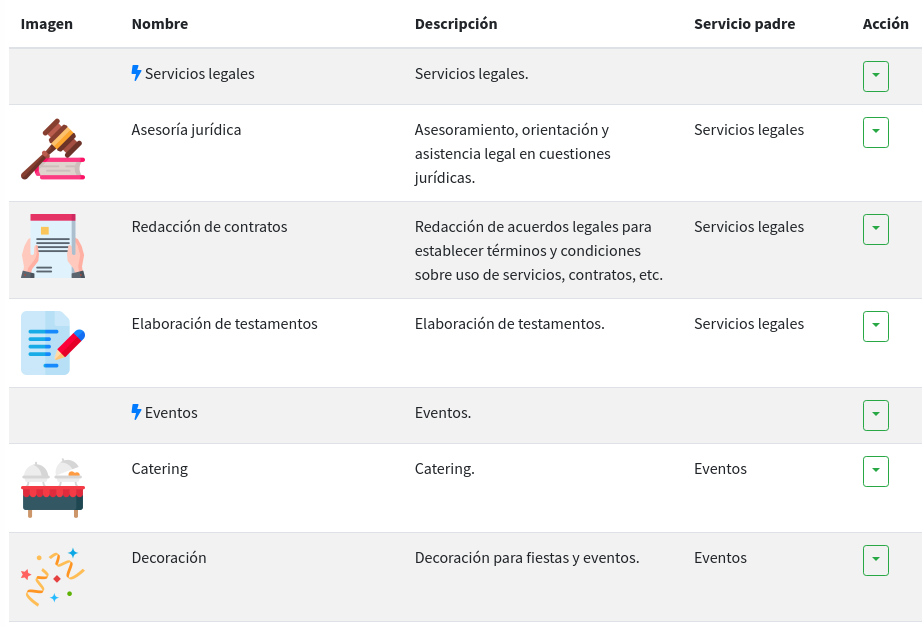 Imagen Nombre Descripción Servicio padre Acción
Servicios legales Servicios legales.
Asesoría jurídica Asesoramiento, orientación y Servicios legales
asistencia legal en cuestiones
jurídicas.
Redacción de contratos Redacción de acuerdos legales para Servicios legales
establecer términos y condiciones
sobre uso de servicios, contratos, etc.
Elaboración de testamentos Elaboración de testamentos. Servicios legales
Eventos Eventos.
Catering Catering. Eventos
Decoración Decoración para fiestas y eventos. Eventos